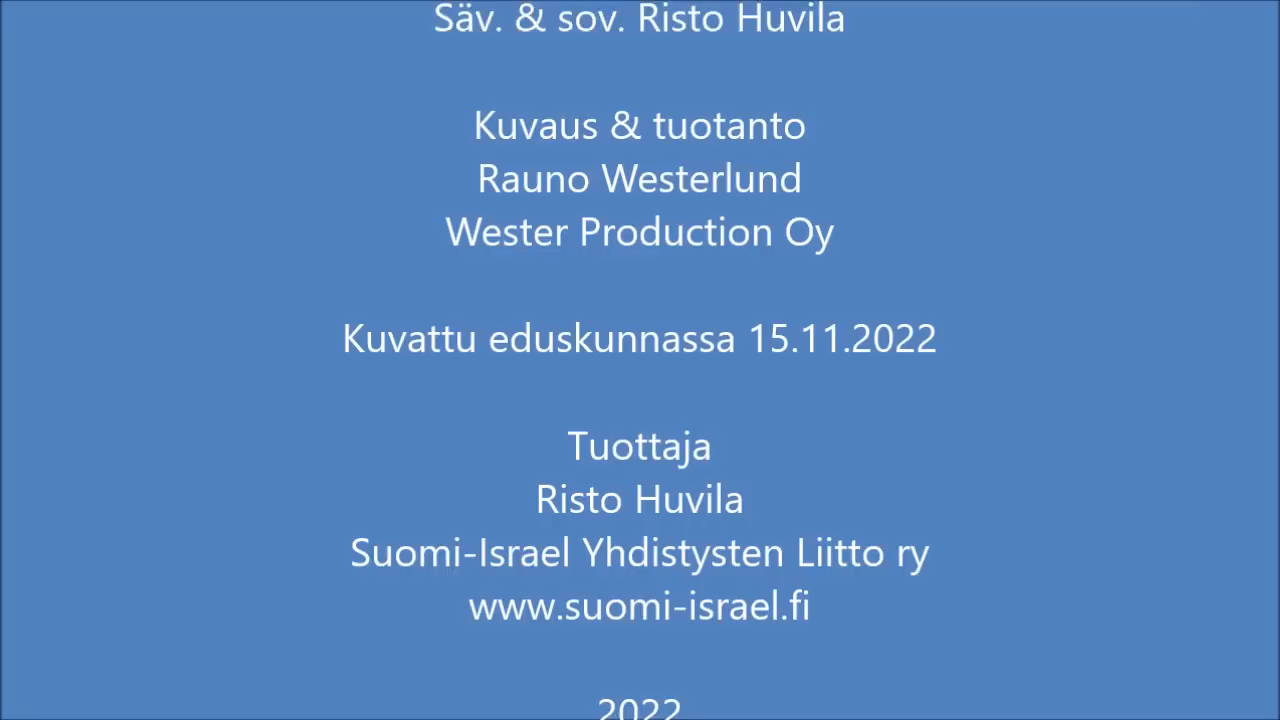 Säv. & sov. Risto Huvila
Kuvaus & tuotanto
Rauno Westerlund
Wester Production Oy
Kuvattu eduskunnassa 15.11.2022
Tuottaja
Risto Huvila
Suomi-Israel Yhdistysten Liitto ry
www.suomi-israel.fi
2022